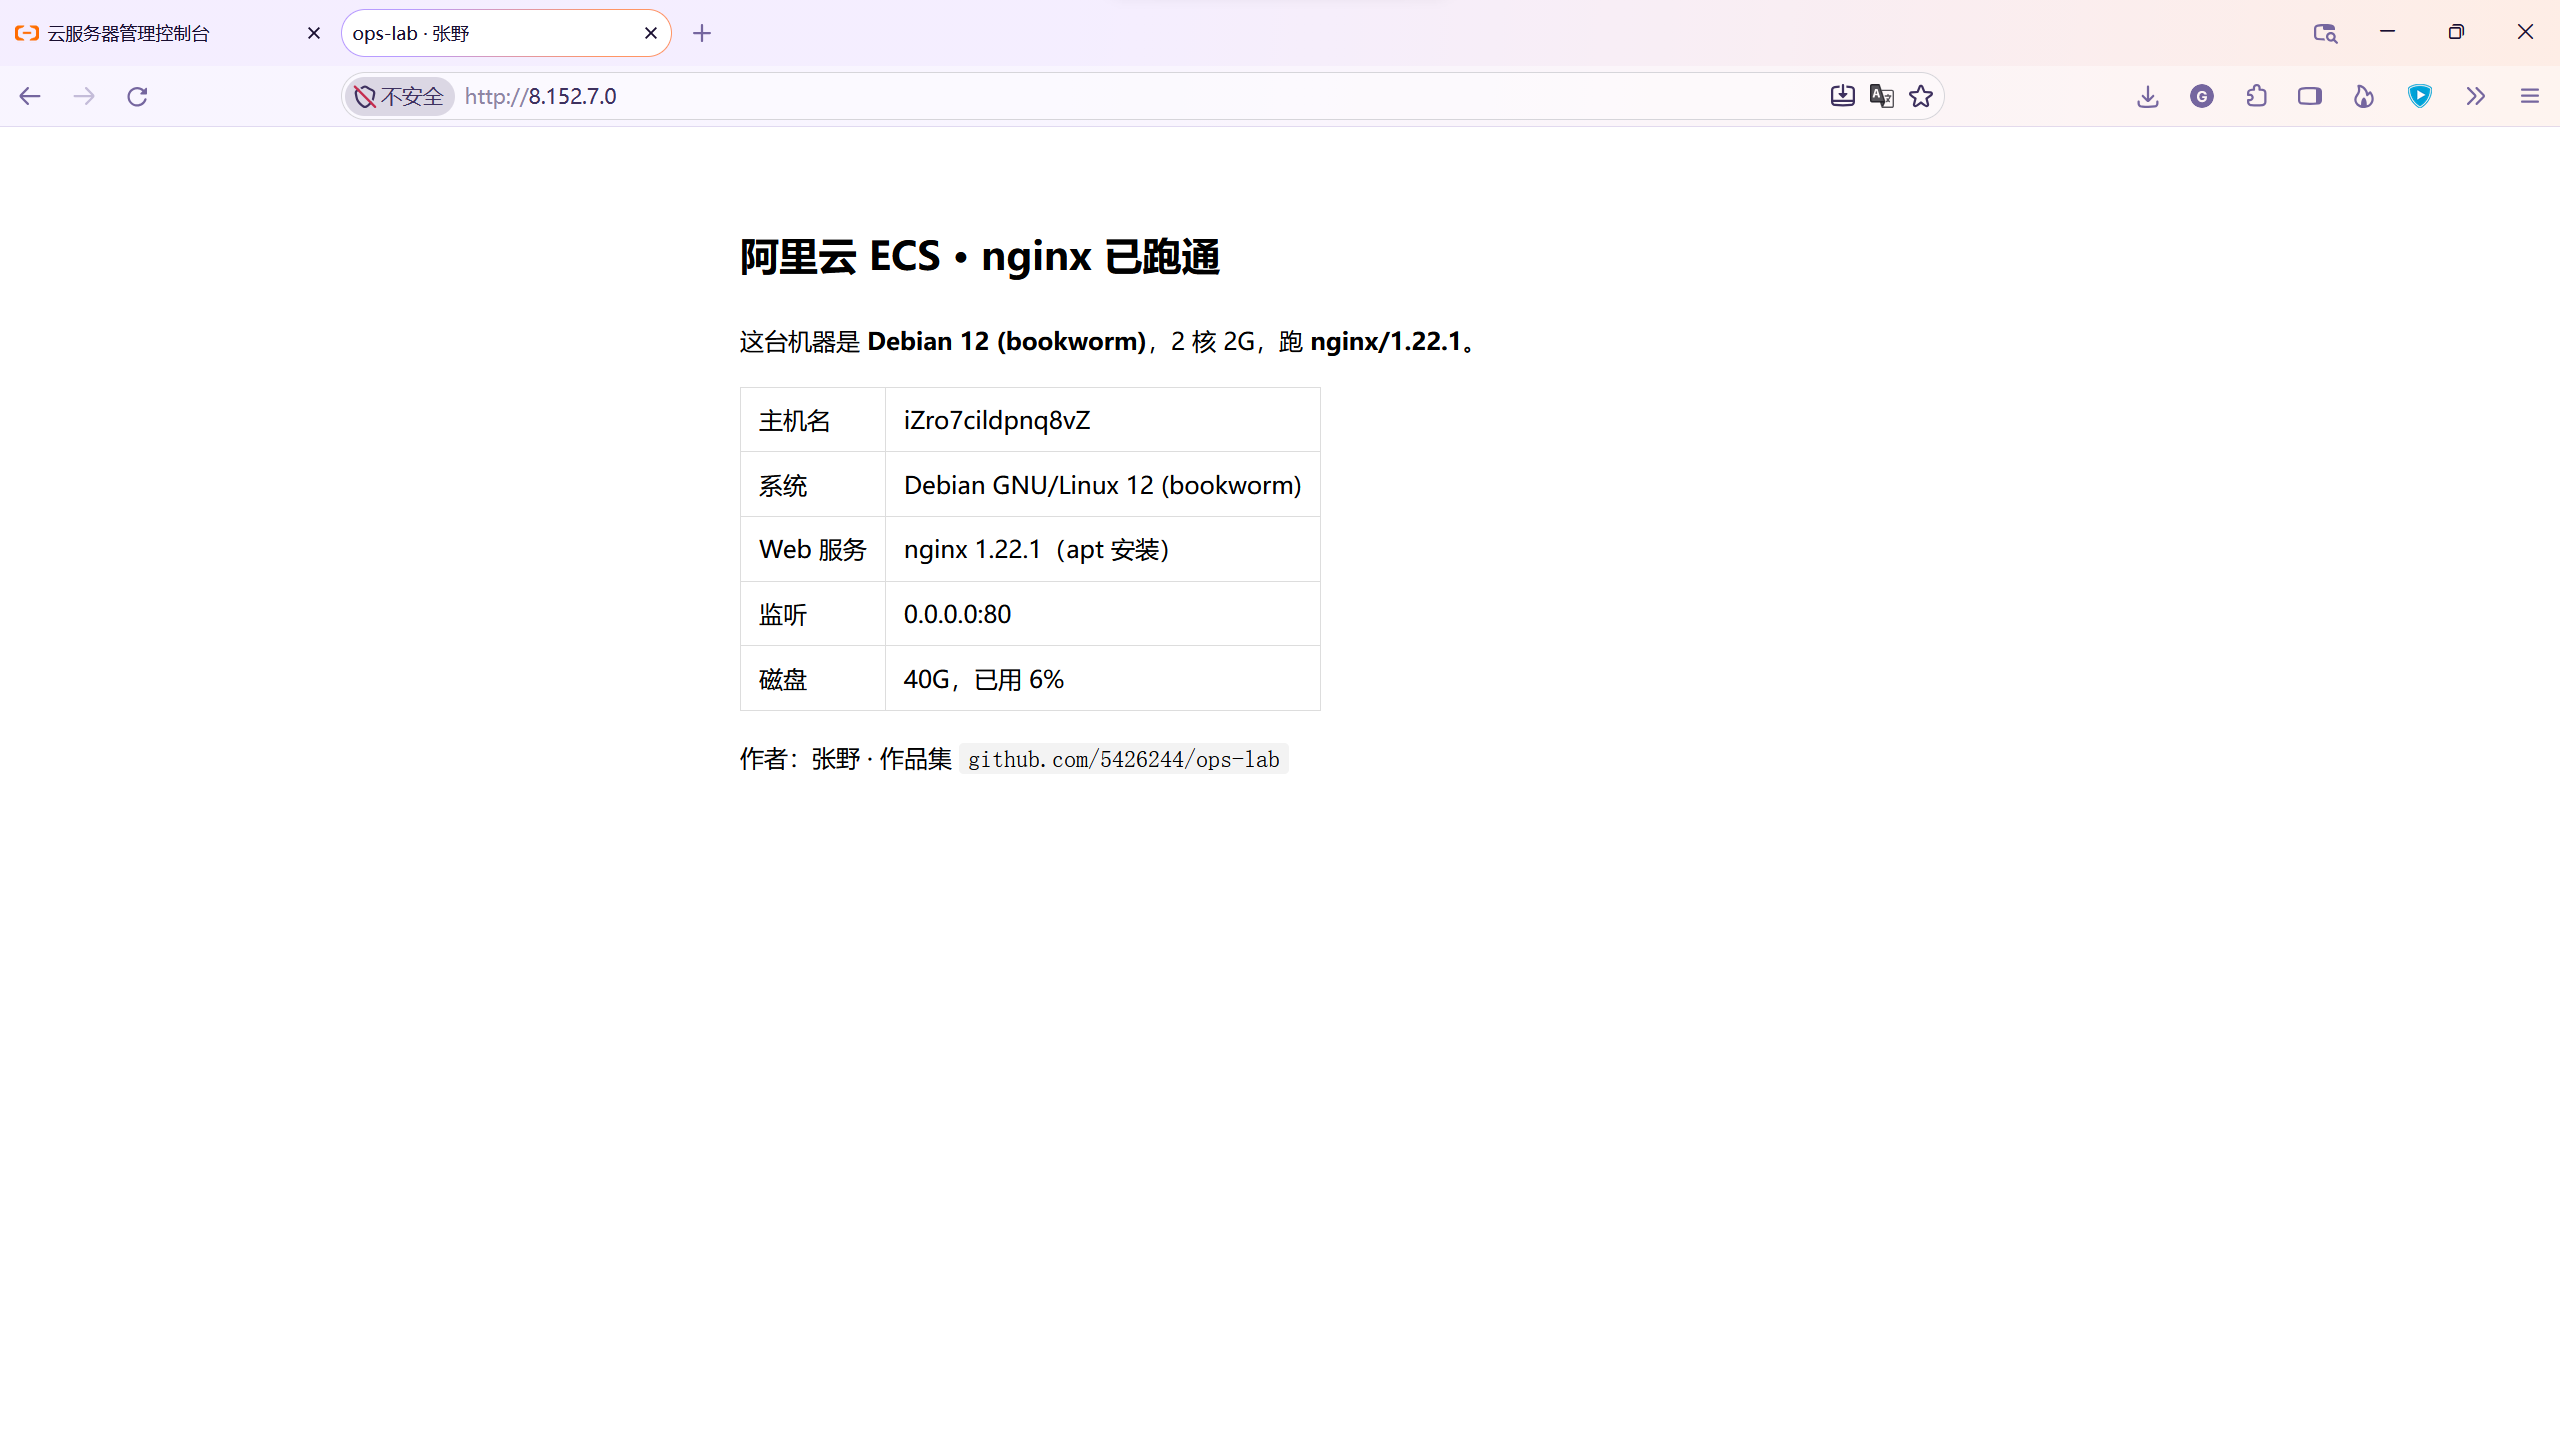 云服务器管理控制台
ops-lab · 张野
不安全 http://8.152.7.0
阿里云 ECS · nginx 已跑通
这台机器是 Debian 12 (bookworm)，2 核 2G，跑 nginx/1.22.1。
主机名 iZro7cildpnq8vZ
系统 Debian GNU/Linux 12 (bookworm)
Web 服务 nginx 1.22.1（apt 安装）
监听 0.0.0.0:80
磁盘 40G，已用 6%
作者：张野 · 作品集 github.com/5426244/ops-lab